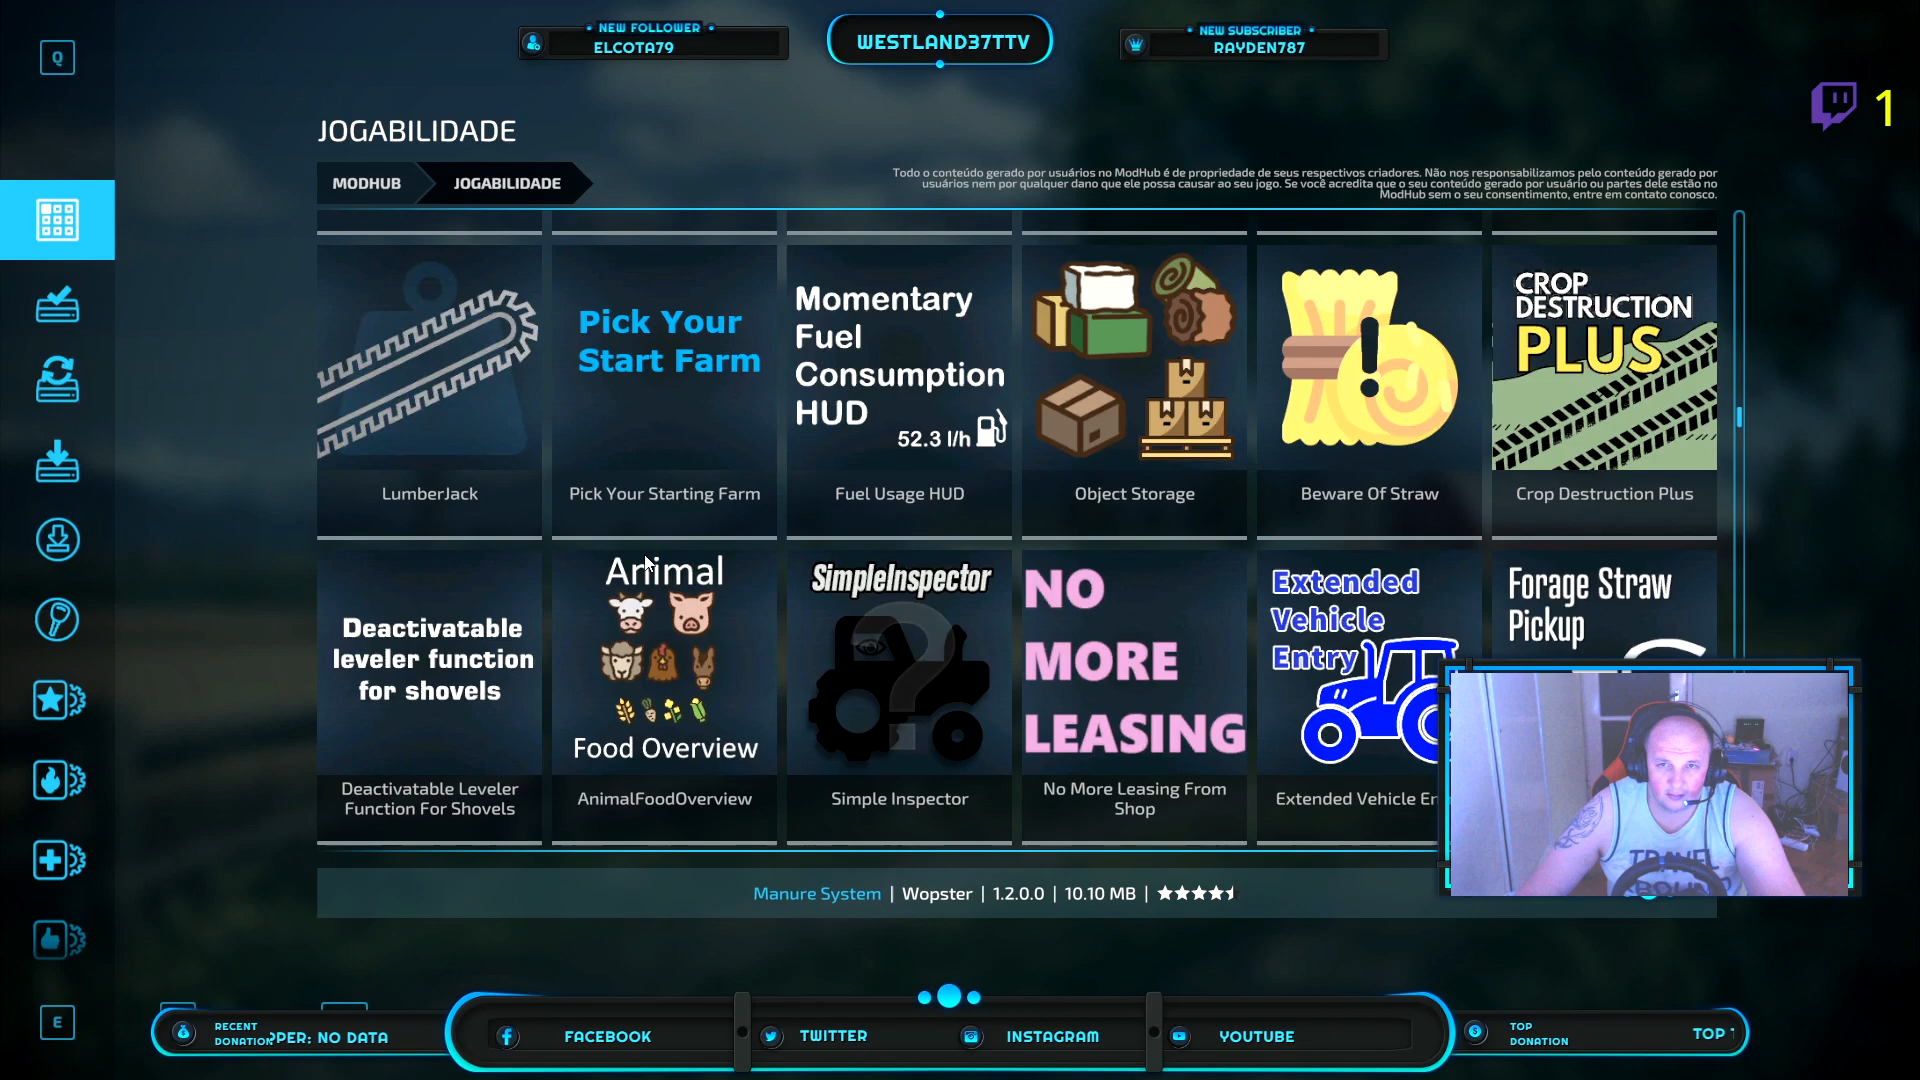 Q
NEW FOLLOWER
ELCOTA79
WESTLAND37TTV
NEW SUBSCRIBER
RAYDEN787
1
JOGABILIDADE
MODHUB
JOGABILIDADE
Todo o conteúdo gerado por usuários no ModHub é de propriedade de seus respectivos criadores. Não nos responsabilizamos pelo conteúdo gerado por
usuários nem por qualquer dano que ele possa causar ao seu jogo. Se você acredita que o seu conteúdo gerado por usuário ou partes dele estão no
ModHub sem o seu consentimento, entre em contato conosco.
Pick Your
Start Farm
Momentary
Fuel
Consumption
HUD
52.3 l/h
!
CROP
DESTRUCTION
PLUS
LumberJack
Pick Your Starting Farm
Fuel Usage HUD
Object Storage
Beware Of Straw
Crop Destruction Plus
Deactivatable
leveler function
for shovels
Animal
Food Overview
SimpleInspector
?
NO
MORE
LEASING
Extended
Vehicle
Entry
Forage Straw
Pickup
Deactivatable Leveler
Function For Shovels
AnimalFoodOverview
Simple Inspector
No More Leasing From
Shop
Extended Vehicle En
TRAVEL
BOUND
Manure System | Wopster | 1.2.0.0 | 10.10 MB |
E
RECENT
DONATION
PER: NO DATA
FACEBOOK
TWITTER
INSTAGRAM
YOUTUBE
TOP
DONATION
TOP